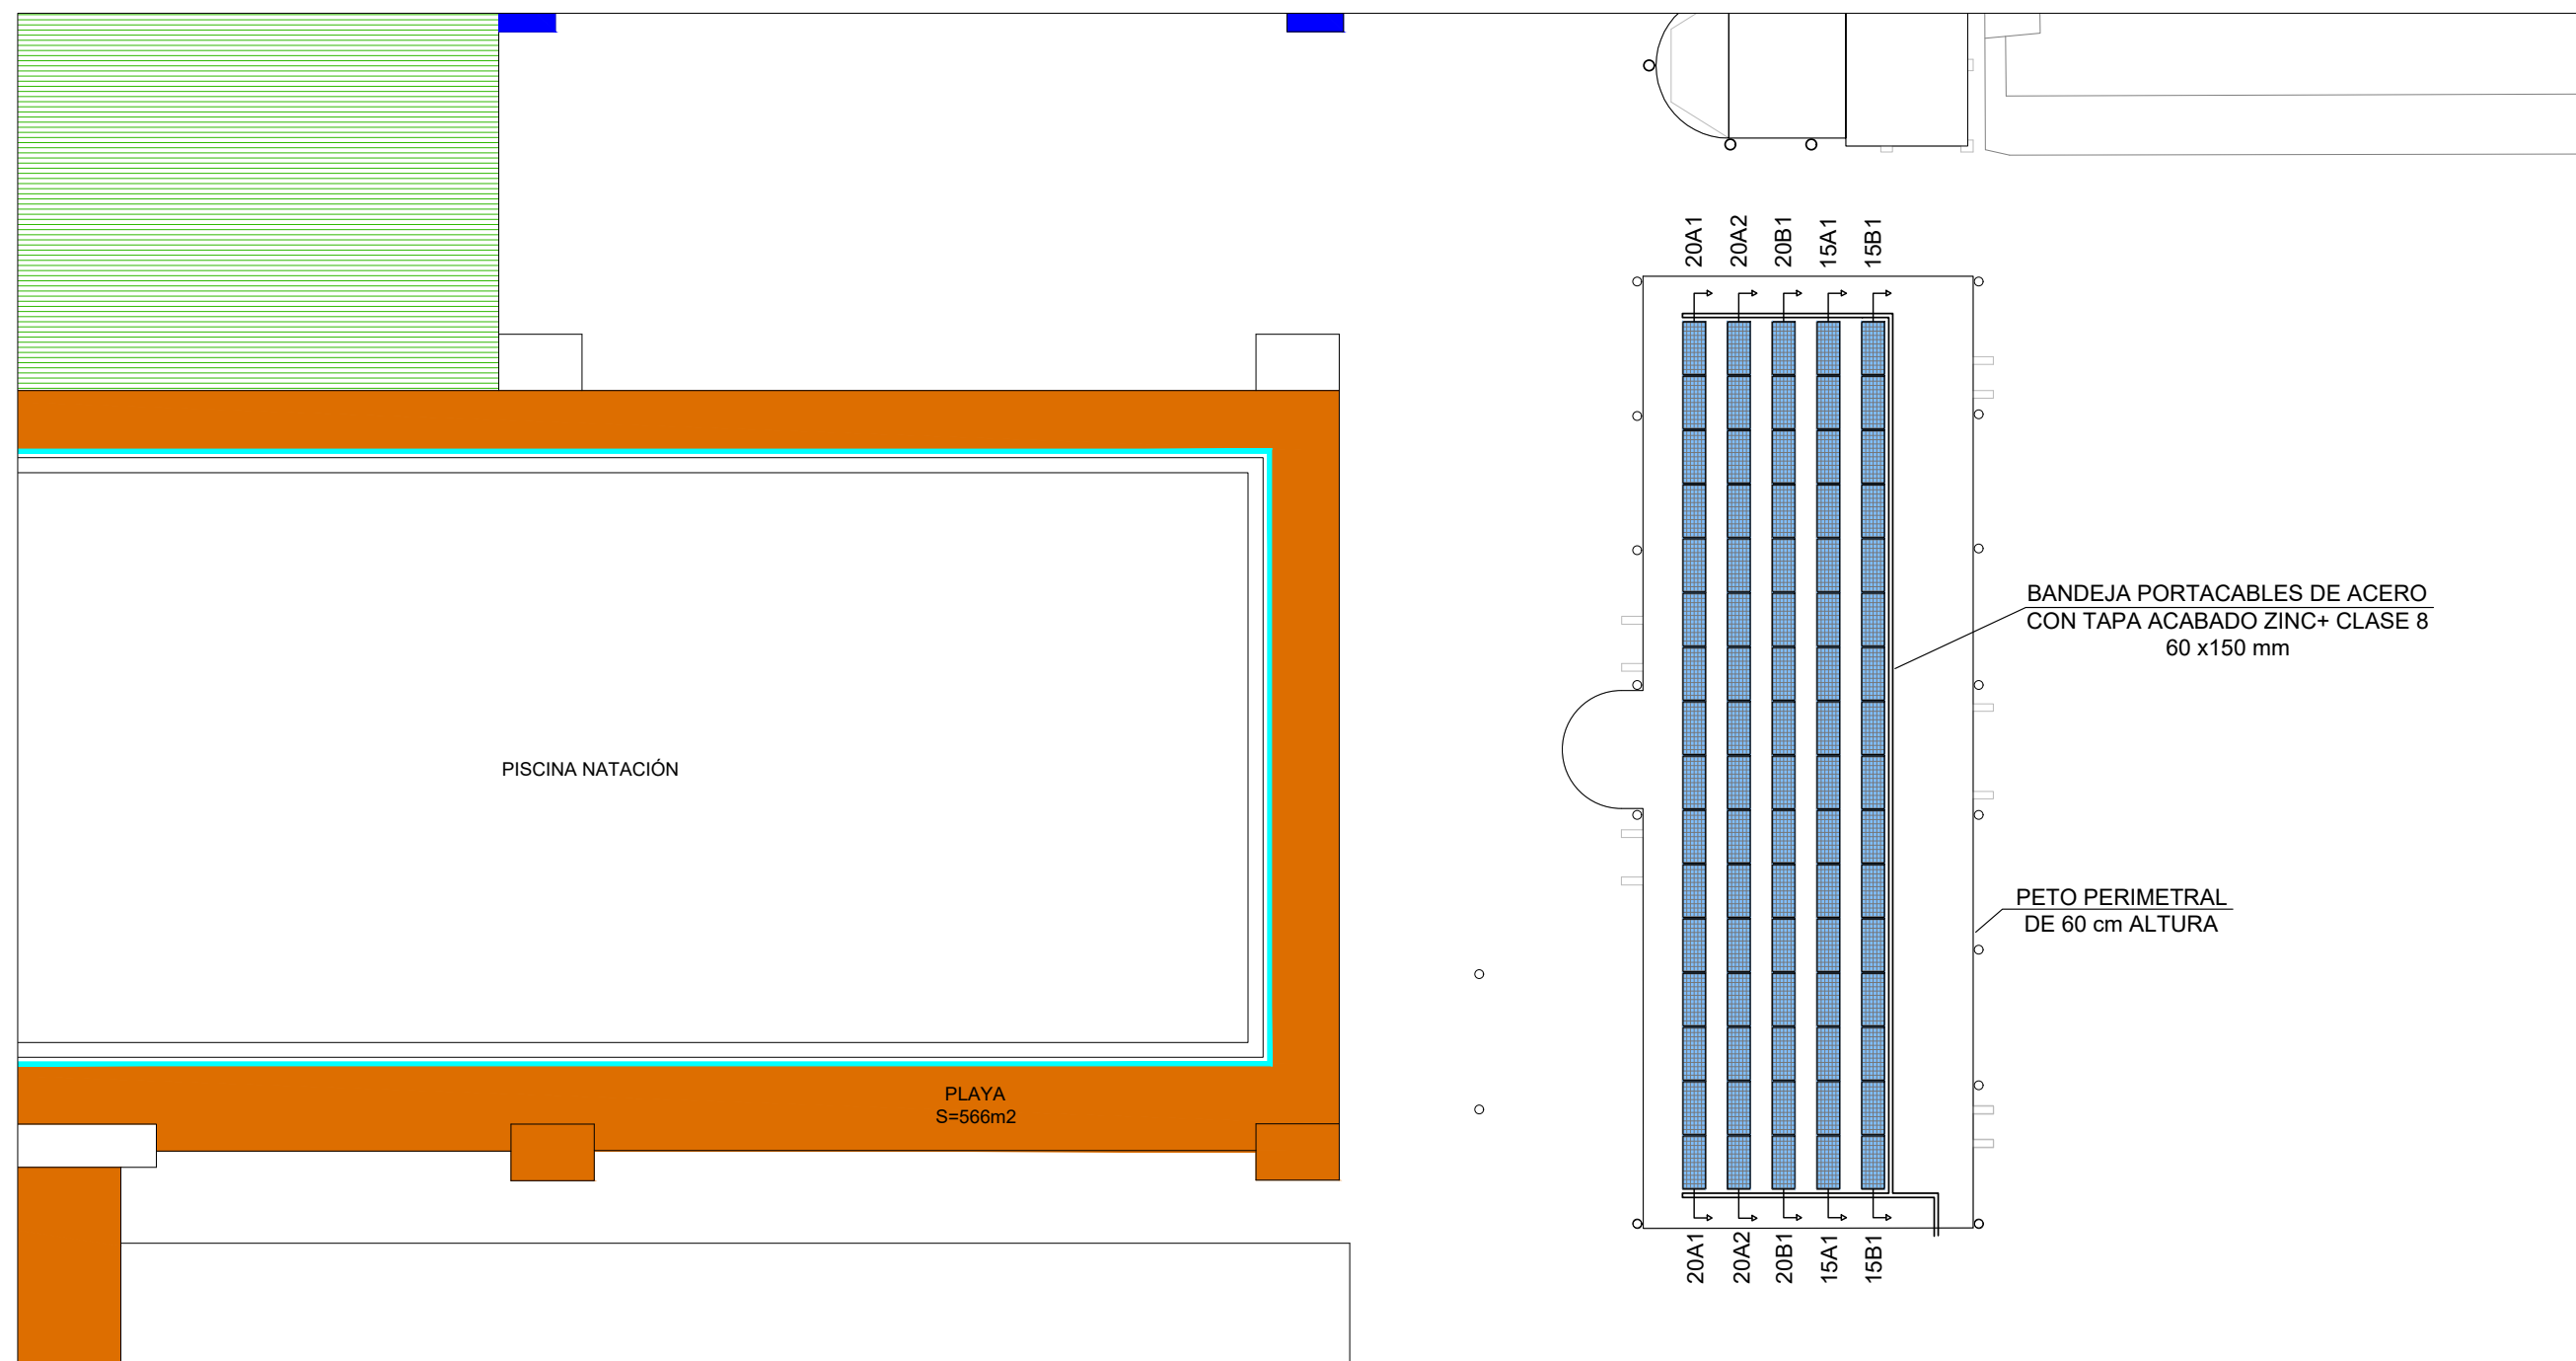 20A1
20A2
20B1
15A1
15B1
BANDEJA PORTACABLES DE ACERO
CON TAPA ACABADO ZINC+ CLASE 8
60 x150 mm
PISCINA NATACIÓN
PETO PERIMETRAL
DE 60 cm ALTURA
PLAYA
S=566m2
20A1
20A2
20B1
15A1
15B1